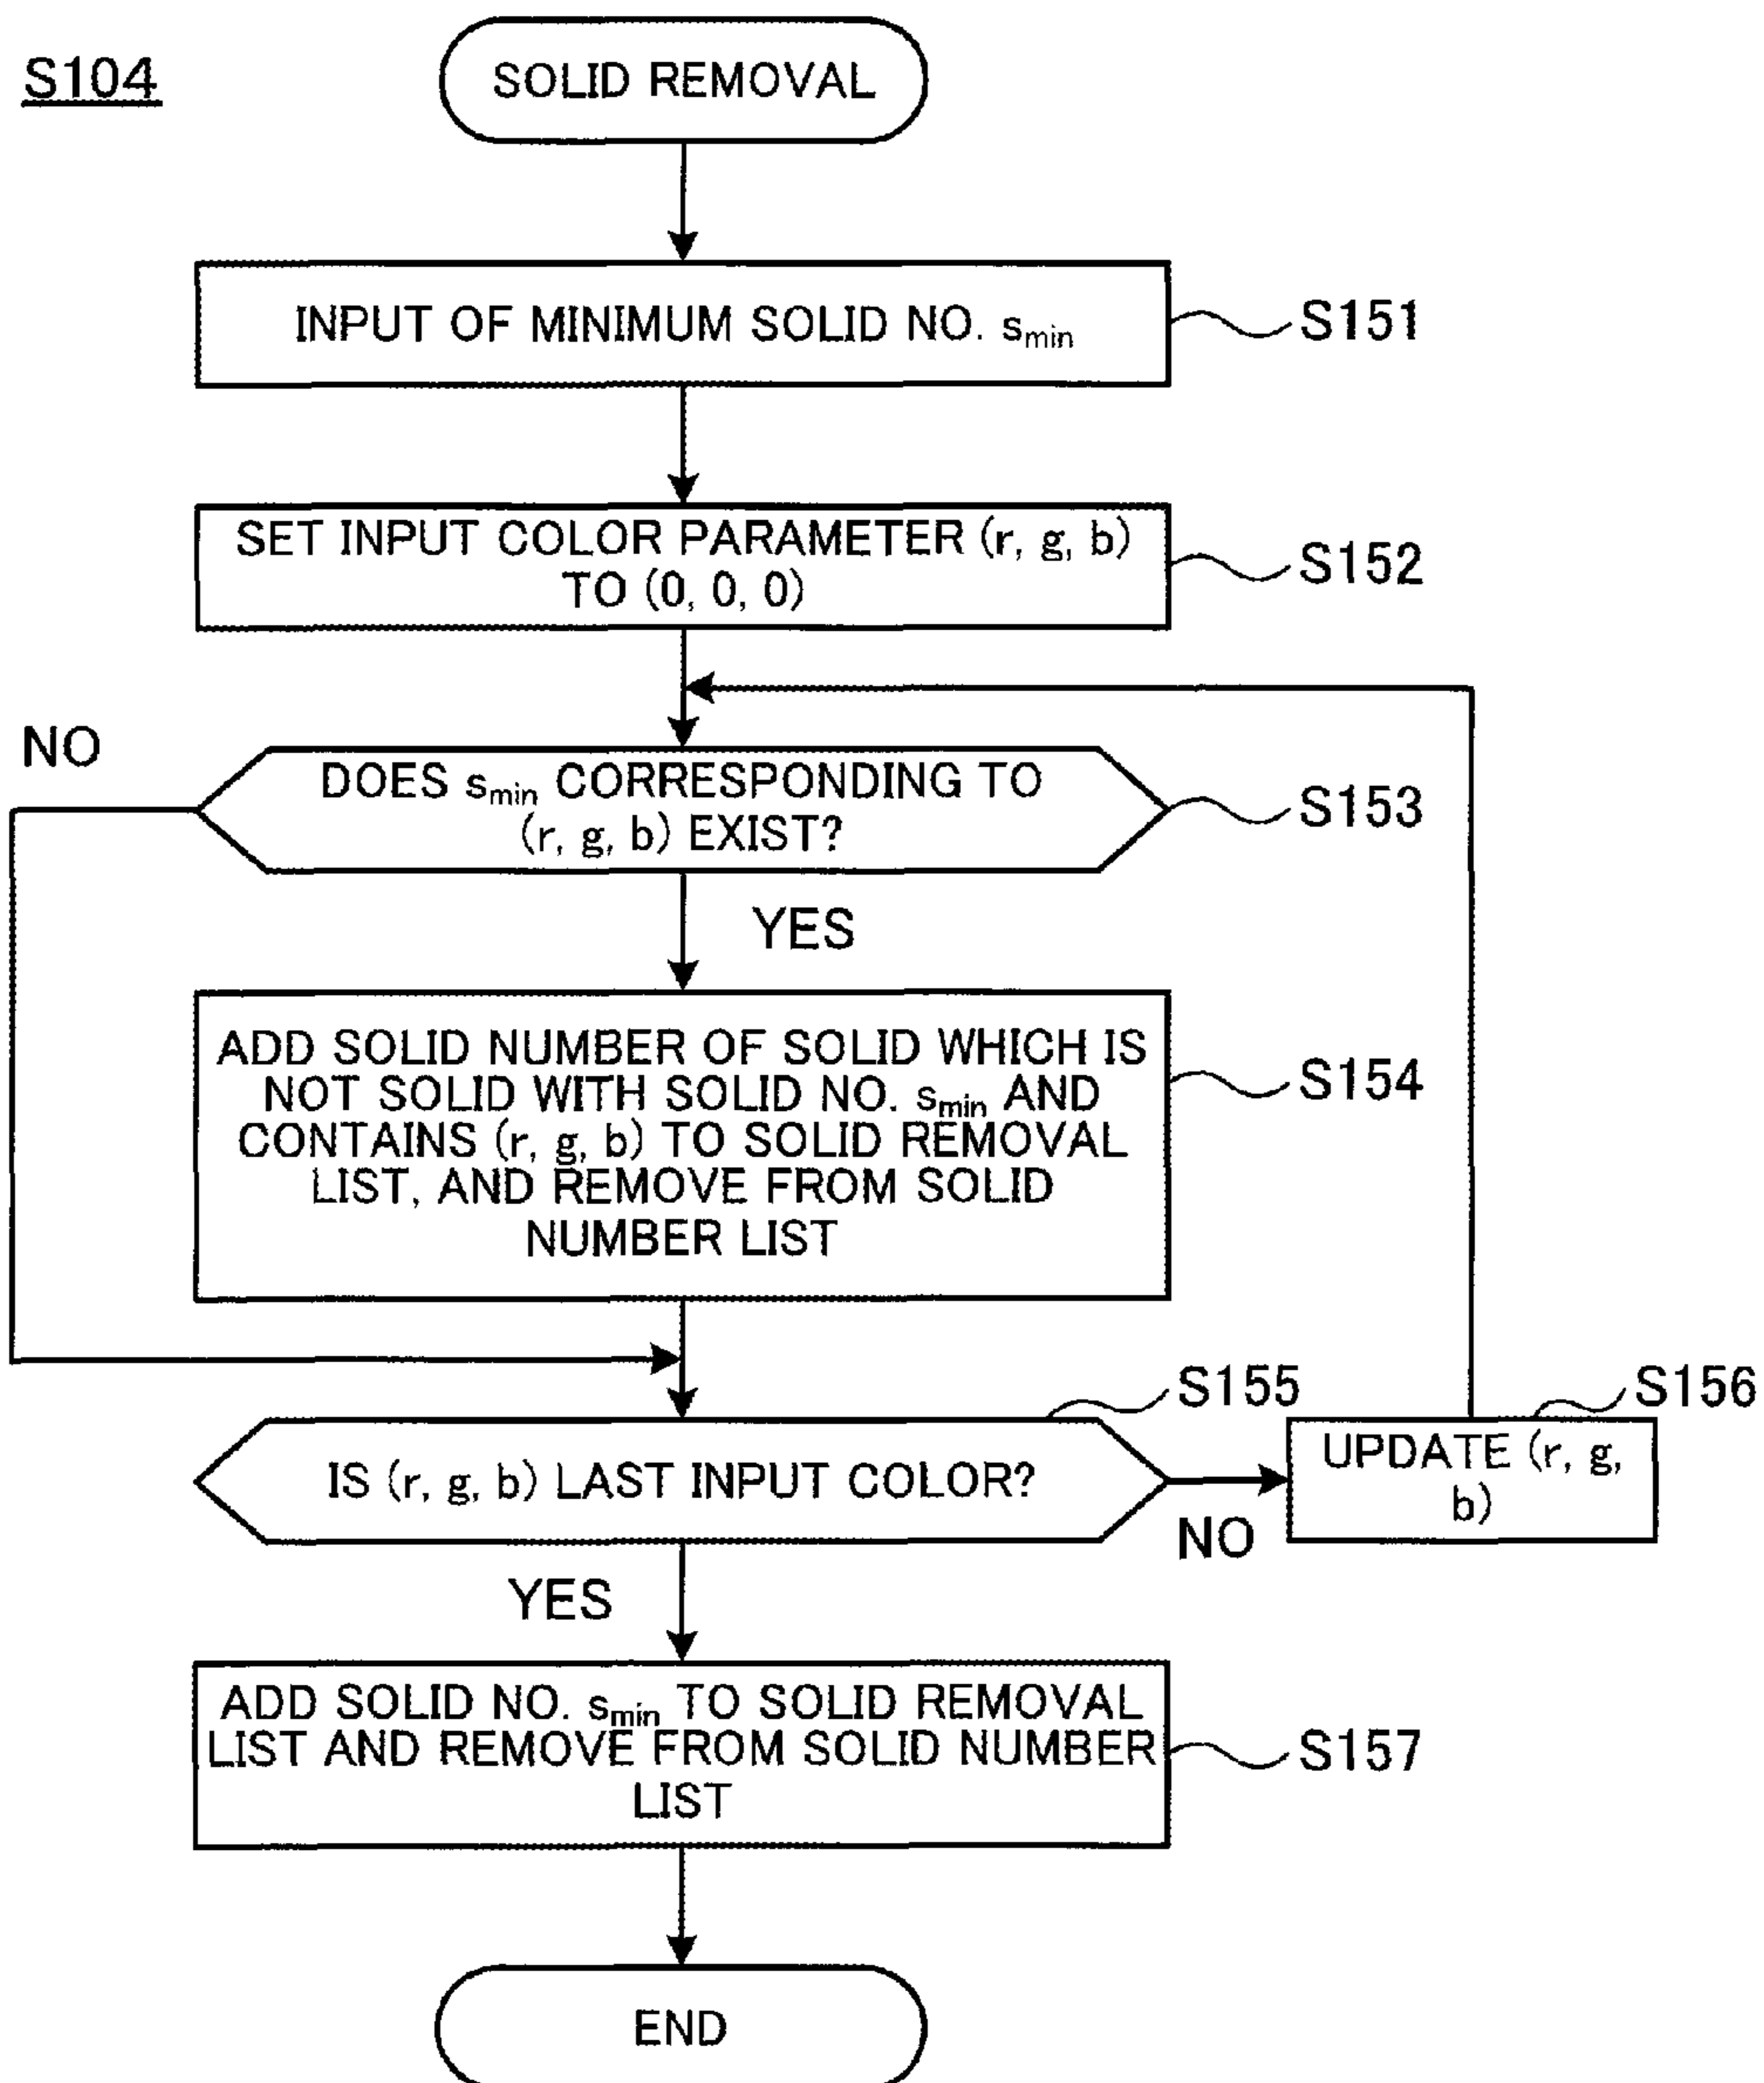 S104
SOLID REMOVAL
INPUT OF MINIMUM SOLID NO. smin
S151
SET INPUT COLOR PARAMETER (r, g, b)
TO (0, 0, 0)
S152
NO
DOES smin CORRESPONDING TO
(r, g, b) EXIST?
S153
YES
ADD SOLID NUMBER OF SOLID WHICH IS
NOT SOLID WITH SOLID NO. smin AND
CONTAINS (r, g, b) TO SOLID REMOVAL
LIST, AND REMOVE FROM SOLID
NUMBER LIST
S154
S155
S156
IS (r, g, b) LAST INPUT COLOR?
UPDATE (r, g,
b)
NO
YES
ADD SOLID NO. smin TO SOLID REMOVAL
LIST AND REMOVE FROM SOLID NUMBER
LIST
S157
END